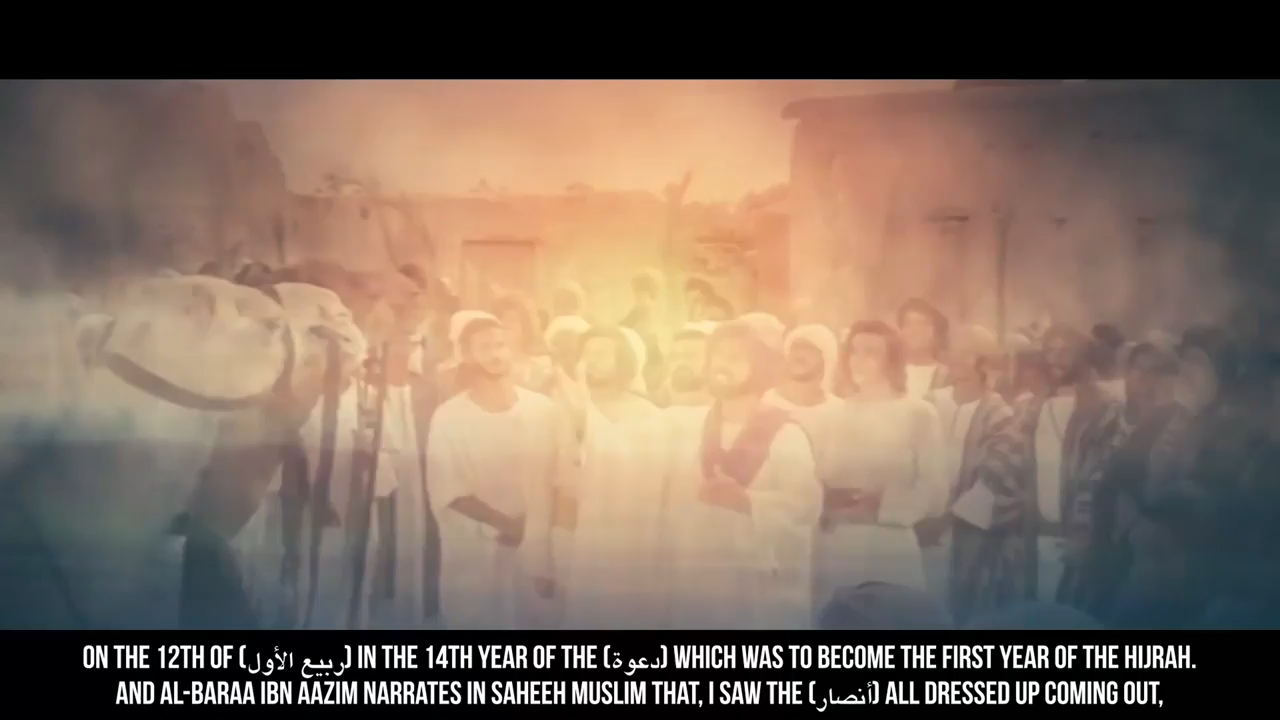 ON THE 12TH OF (ربيع الأول) IN THE 14TH YEAR OF THE (دعوة) WHICH WAS TO BECOME THE FIRST YEAR OF THE HIJRAH.
AND AL-BARAA IBN AAZIM NARRATES IN SAHEEH MUSLIM THAT, I SAW THE (أنصار) ALL DRESSED UP COMING OUT,